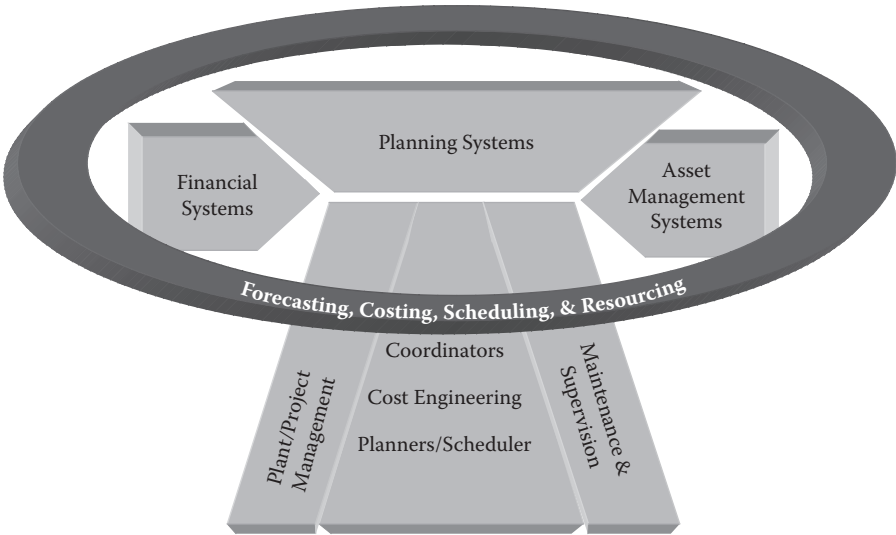 Planning Systems
Financial
Systems
Asset
Management
Systems
Forecasting, Costing, Scheduling, & Resourcing
Plant/Project
Management
Coordinators
Cost Engineering
Planners/Scheduler
Maintenance &
Supervision